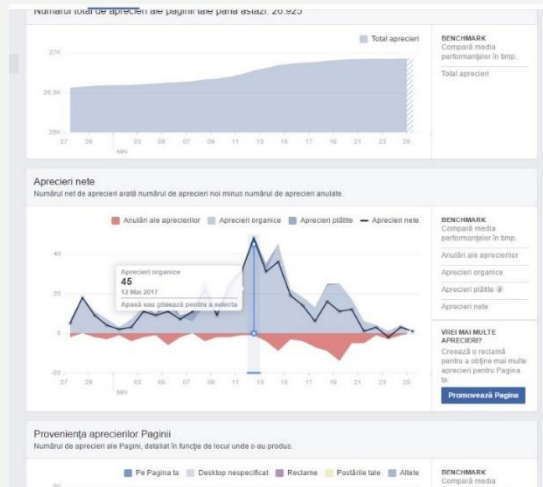 Numărul total de aprecieri ale paginii tale până astăzi: 26.925
Total aprecieri
BENCHMARK
Compară media
performanțelor în timp.
Total aprecieri
27K
26.5K
26K
27 29 03 05 07 09 11 13 15 17 19 21 23 25
MAI
Aprecieri nete
Numărul net de aprecieri arată numărul de aprecieri noi minus numărul de aprecieri anulate.
Anulări ale aprecierilor Aprecieri organice Aprecieri plătite Aprecieri nete
BENCHMARK
Compară media
performanțelor în timp.
Anulări ale aprecierilor
Aprecieri organice
Aprecieri plătite
Aprecieri nete
40
20
0
-20
Aprecieri organice
45
12 Mai 2017
Apasă sau glisează pentru a selecta
27 29 03 05 07 09 11 13 15 17 19 21 23 25
MAI
VREI MAI MULTE
APRECIERI?
Creează o reclamă
pentru a obține mai multe
aprecieri pentru Pagina
ta.
Promovează Pagina
Proveniența aprecierilor Paginii
Numărul de aprecieri ale Pagini, detaliat în funcție de locul unde s-au produs.
Pe Pagina ta Desktop nespecificat Reclame Postările tale Altele
BENCHMARK
Compară media